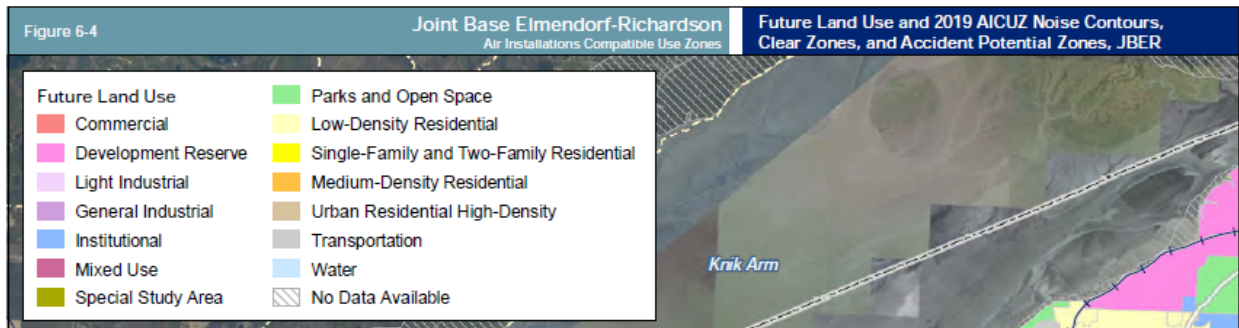 Figure 6-4
Joint Base Elmendorf-Richardson
Air Installations Compatible Use Zones
Future Land Use and 2019 AICUZ Noise Contours,
Clear Zones, and Accident Potential Zones, JBER
Future Land Use
Commercial
Development Reserve
Light Industrial
General Industrial
Institutional
Mixed Use
Special Study Area
Parks and Open Space
Low-Density Residential
Single-Family and Two-Family Residential
Medium-Density Residential
Urban Residential High-Density
Transportation
Water
No Data Available
Knik Arm